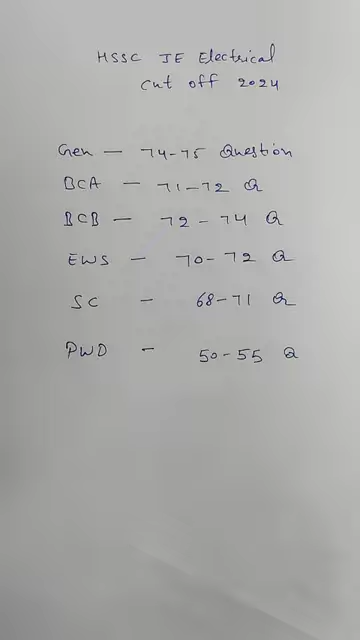 HSSC JE Electrical
Cut off 2024
Gen - 74-75 Question
BCA - 71-72 Q
BCB - 72-74 Q
EWS - 70-72 Q
SC - 68-71 Q
PWD - 50-55 Q